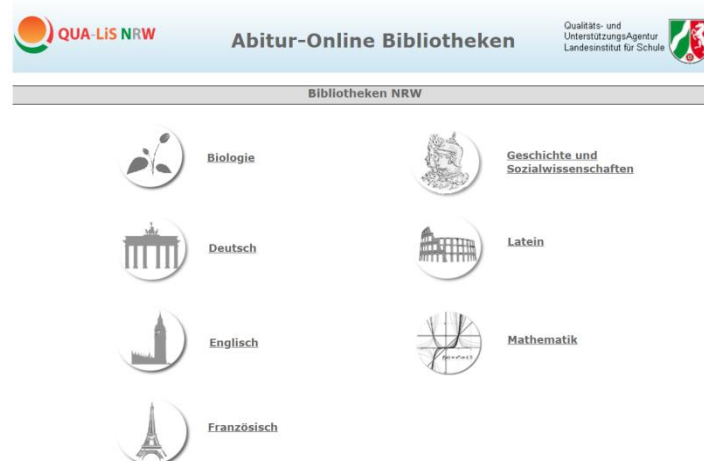 QUA-LiS NRW
Abitur-Online Bibliotheken
Qualitäts- und
UnterstützungsAgentur
Landesinstitut für Schule
Bibliotheken NRW
Biologie
Geschichte und
Sozialwissenschaften
Deutsch
Latein
Englisch
Mathematik
Französisch